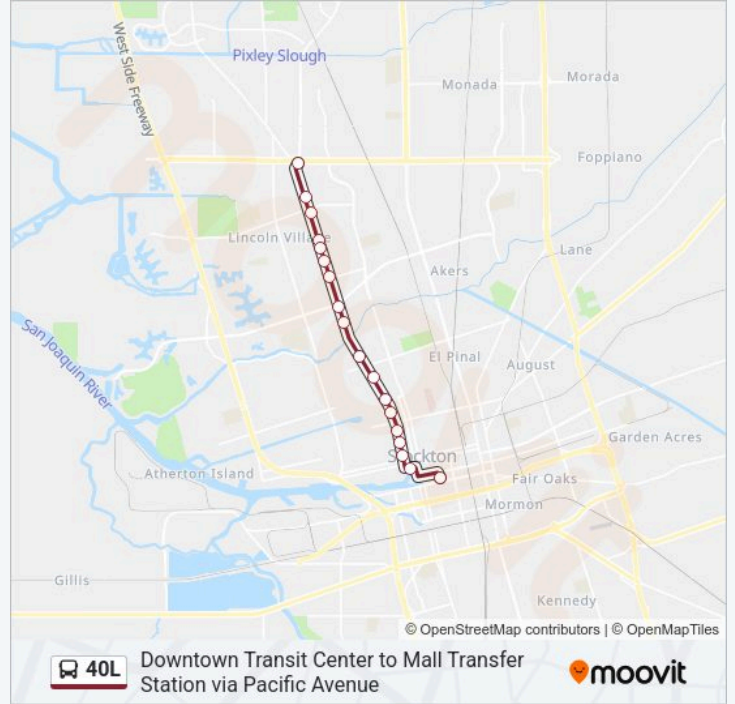 West Side Freeway
Pixley Slough
Monada
Morada
Foppiano
Lincoln Village
Lane
Akers
San Joaquin River
El Pinal
August
Stockton
Garden Acres
Atherton Island
Fair Oaks
Mormon
Gillis
Kennedy
© OpenStreetMap contributors | © OpenMapTiles
40L
Downtown Transit Center to Mall Transfer
Station via Pacific Avenue
moovit